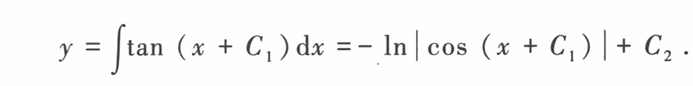 y = ∫tan (x + C₁)dx = − ln|cos (x + C₁)| + C₂ .